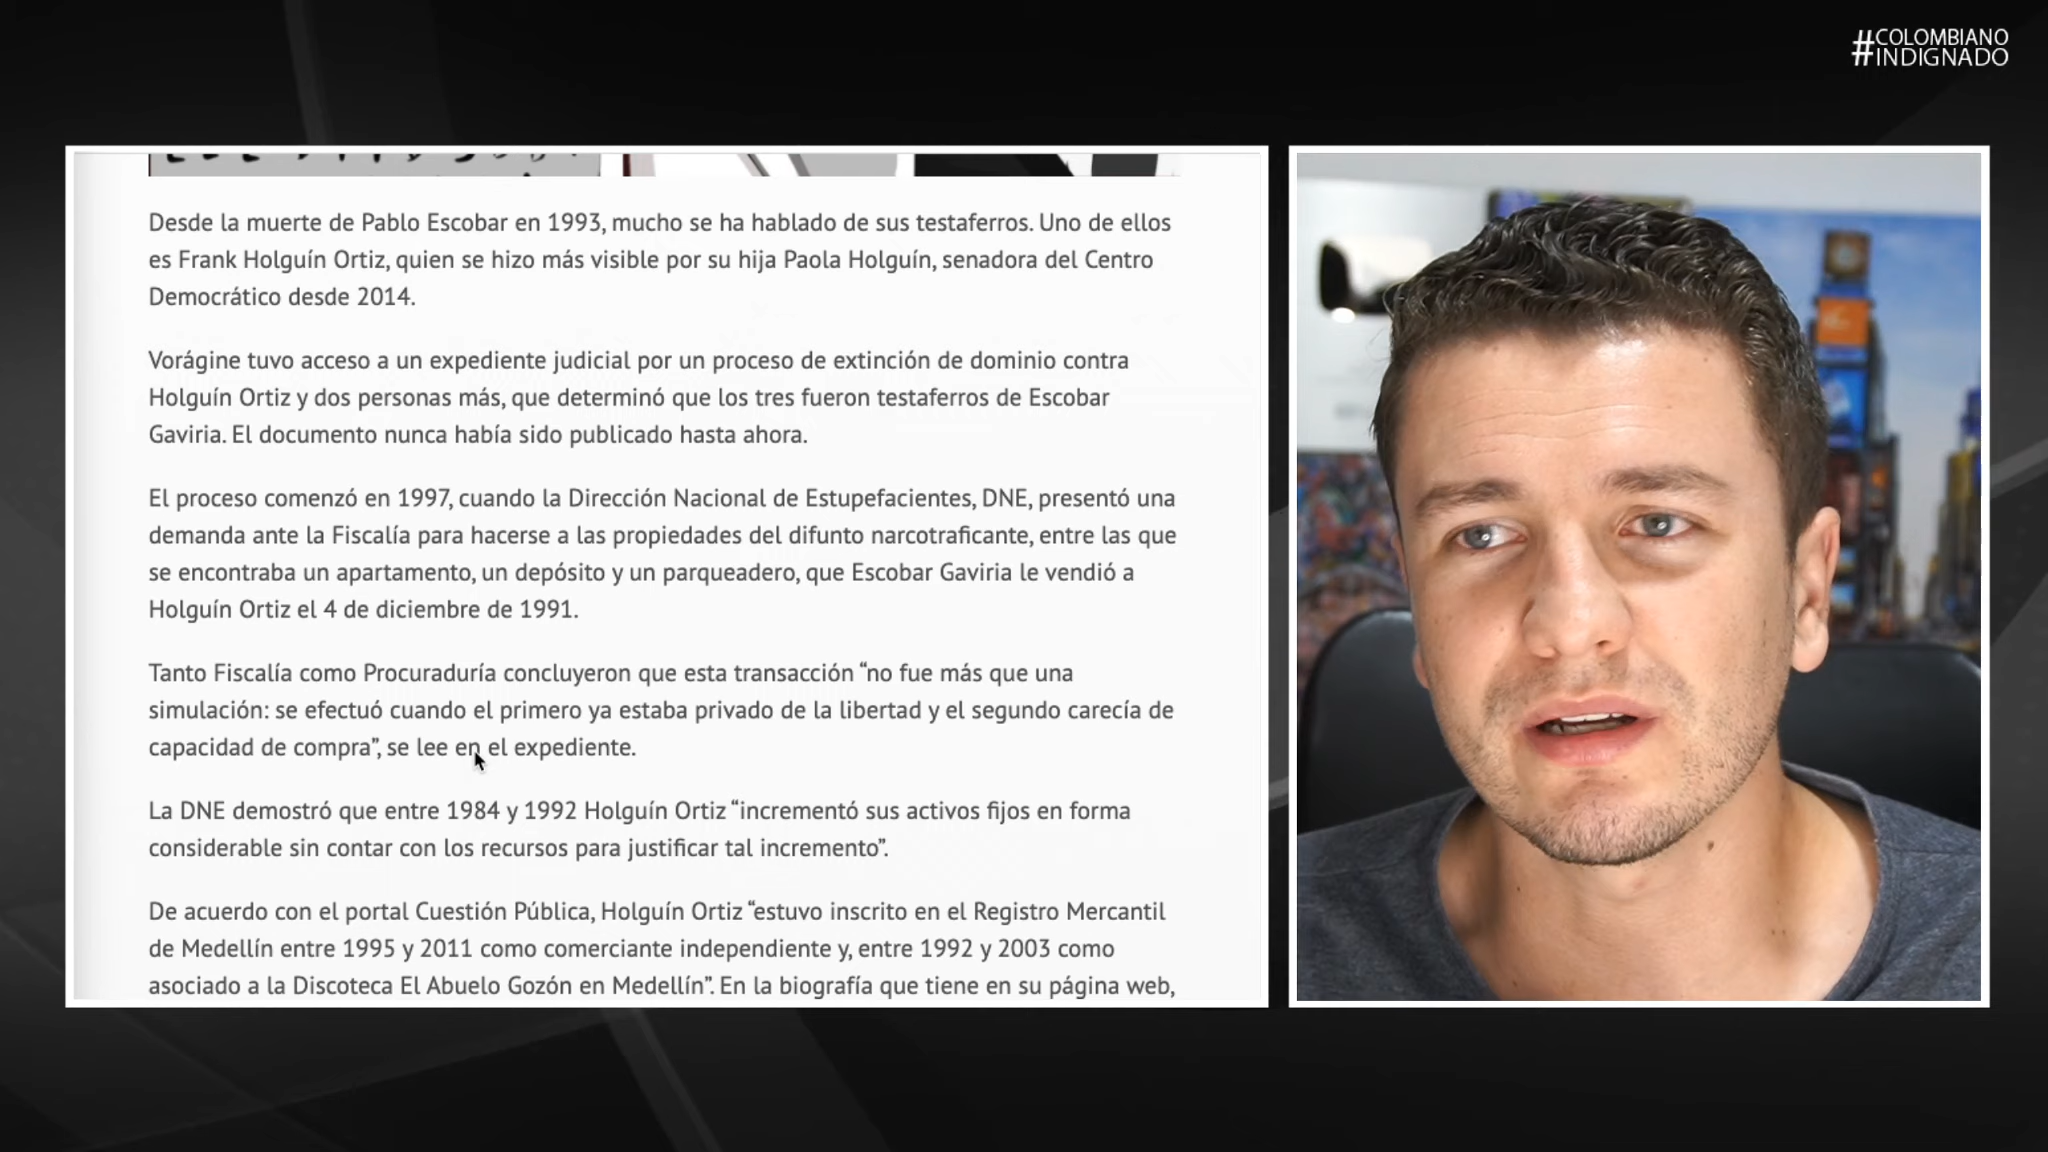 #COLOMBIANO
INDIGNADO
Desde la muerte de Pablo Escobar en 1993, mucho se ha hablado de sus testaferros. Uno de ellos
es Frank Holguín Ortiz, quien se hizo más visible por su hija Paola Holguín, senadora del Centro
Democrático desde 2014.
Vorágine tuvo acceso a un expediente judicial por un proceso de extinción de dominio contra
Holguín Ortiz y dos personas más, que determinó que los tres fueron testaferros de Escobar
Gaviria. El documento nunca había sido publicado hasta ahora.
El proceso comenzó en 1997, cuando la Dirección Nacional de Estupefacientes, DNE, presentó una
demanda ante la Fiscalía para hacerse a las propiedades del difunto narcotraficante, entre las que
se encontraba un apartamento, un depósito y un parqueadero, que Escobar Gaviria le vendió a
Holguín Ortiz el 4 de diciembre de 1991.
Tanto Fiscalía como Procuraduría concluyeron que esta transacción “no fue más que una
simulación: se efectuó cuando el primero ya estaba privado de la libertad y el segundo carecía de
capacidad de compra”, se lee en el expediente.
La DNE demostró que entre 1984 y 1992 Holguín Ortiz “incrementó sus activos fijos en forma
considerable sin contar con los recursos para justificar tal incremento”.
De acuerdo con el portal Cuestión Pública, Holguín Ortiz “estuvo inscrito en el Registro Mercantil
de Medellín entre 1995 y 2011 como comerciante independiente y, entre 1992 y 2003 como
asociado a la Discoteca El Abuelo Gozón en Medellín”. En la biografía que tiene en su página web,